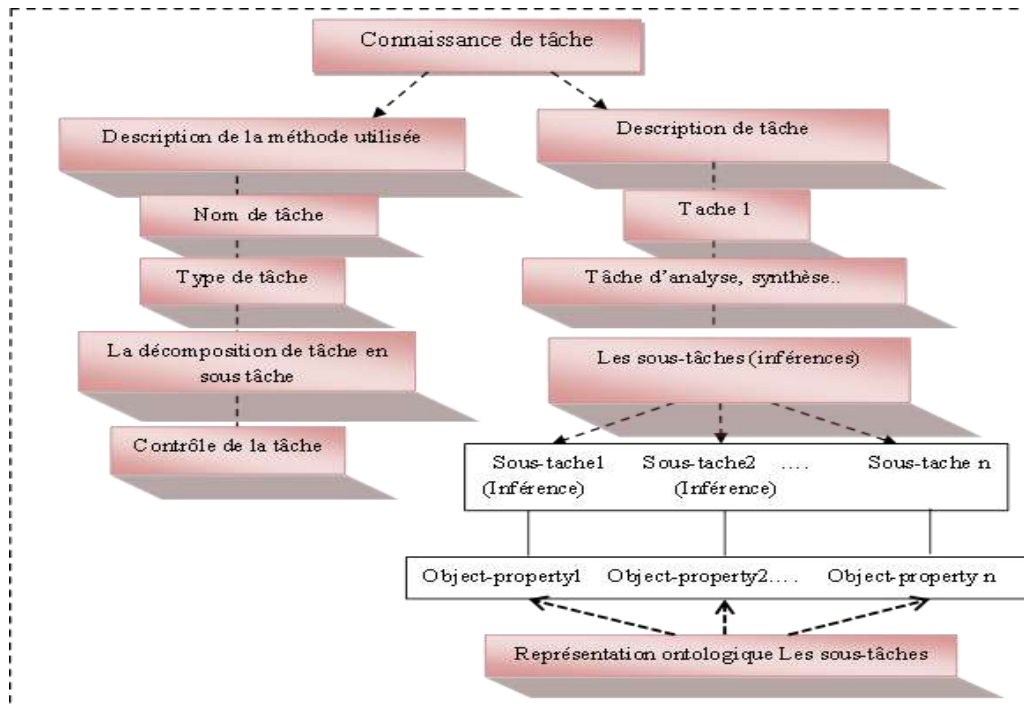 Connaissance de tâche
Description de la méthode utilisée
Description de tâche
Nom de tâche
Tache 1
Type de tâche
Tâche d'analyse, synthèse..
La décomposition de tâche en
sous tâche
Les sous-tâches (inférences)
Contrôle de la tâche
Sous-tache1 Sous-tache2 .... Sous-tache n
(Inférence) (Inférence)
Object-property1 Object-property2.... Object-property n
Représentation ontologique Les sous-tâches